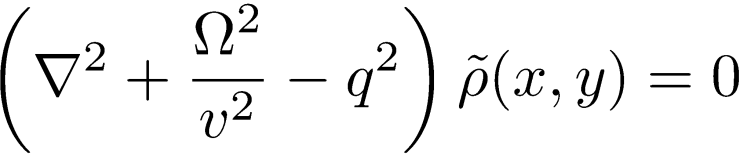 $$\left(\nabla^2 + \frac{\Omega^2}{v^2} - q^2\right)\tilde{\rho}(x, y) = 0$$